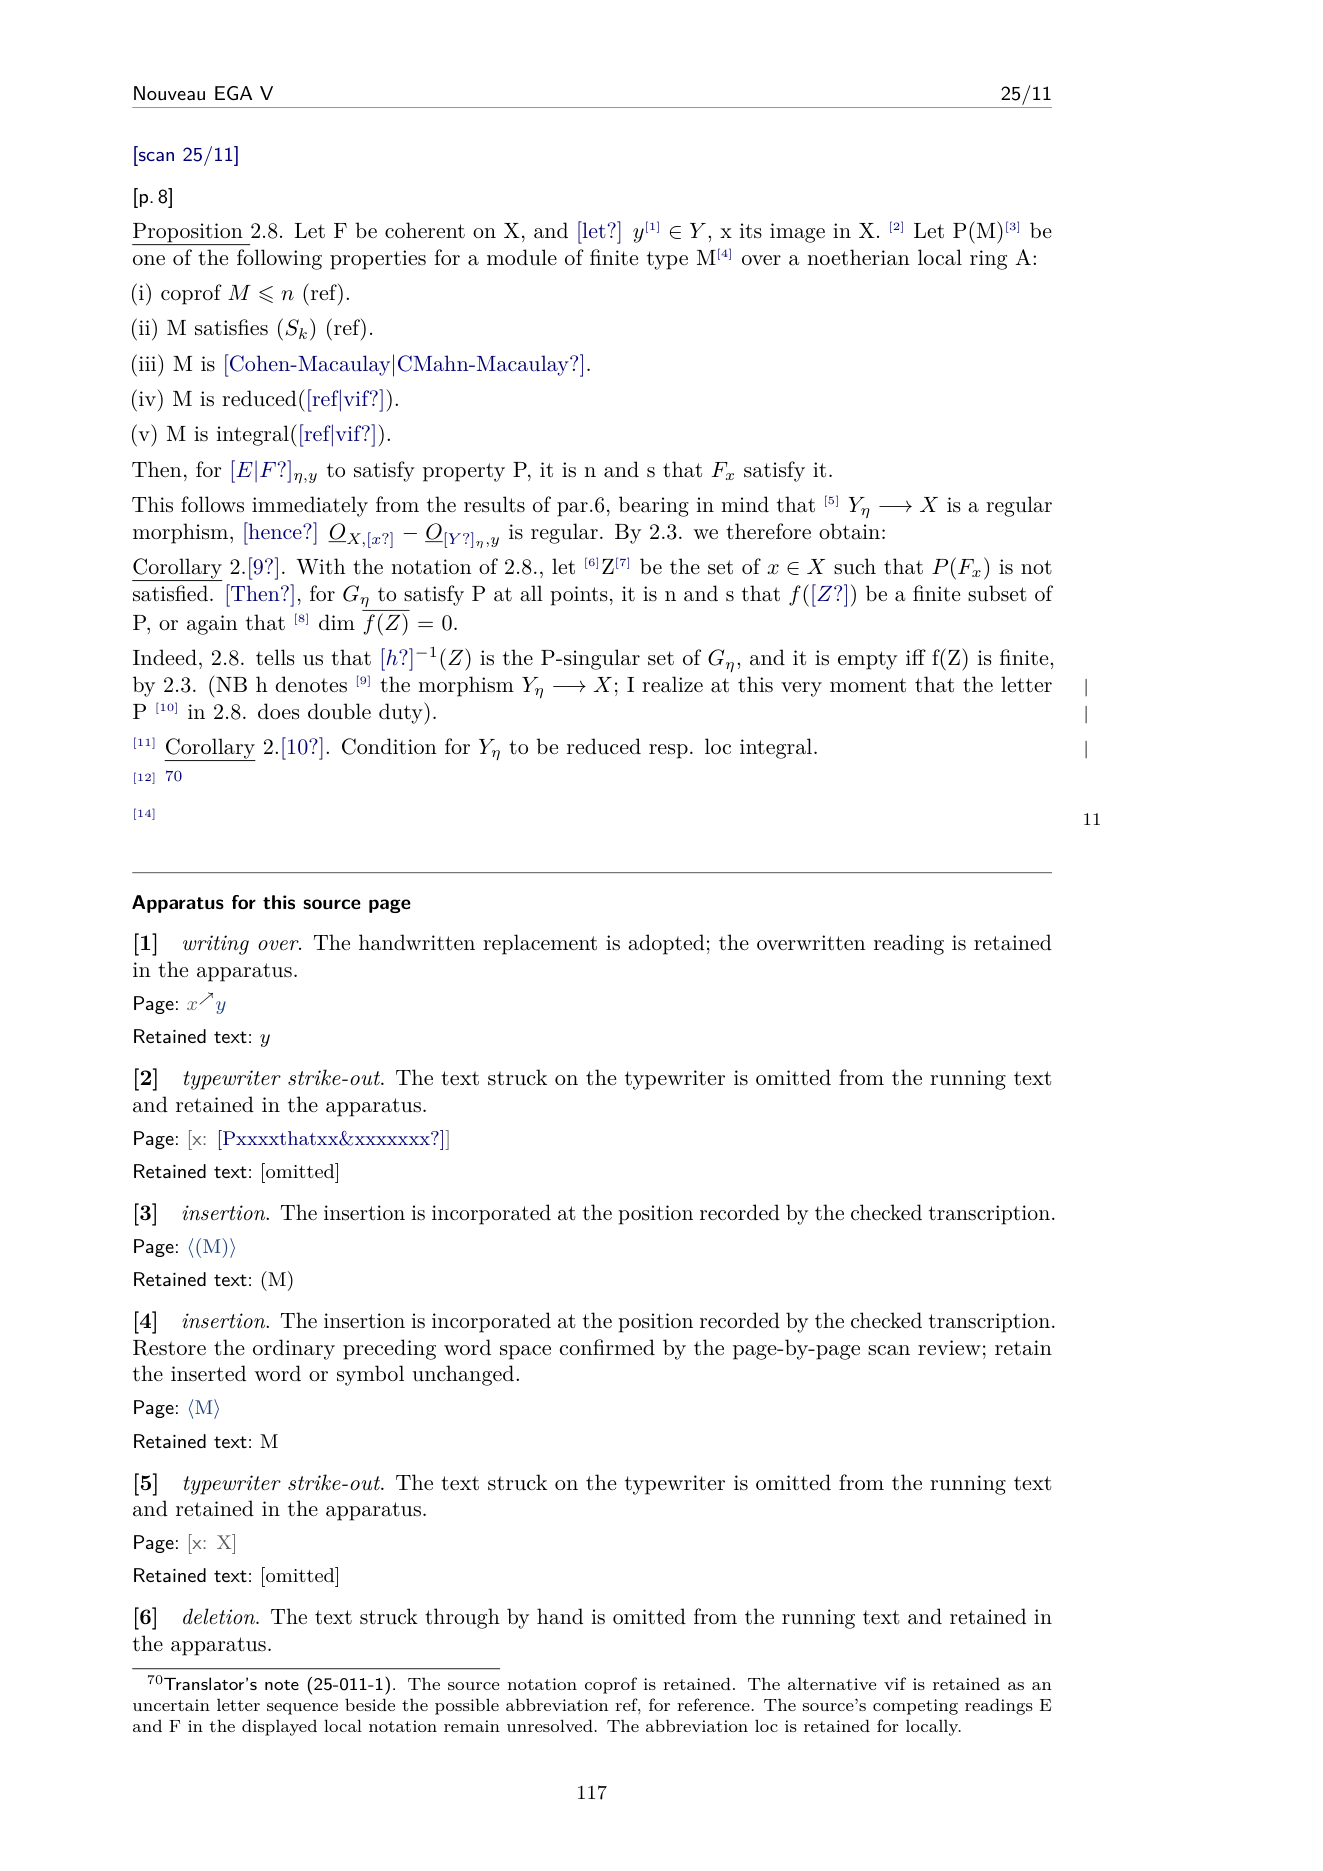 Nouveau EGA V 25/11
[scan 25/11]
[p. 8]
Proposition 2.8. Let F be coherent on X, and [let?] y[1] ∈ Y, x its image in X. [2] Let P(M)[3] be
one of the following properties for a module of finite type M[4] over a noetherian local ring A:
(i) coprof M ⩽ n (ref).
(ii) M satisfies (S_k) (ref).
(iii) M is [Cohen-Macaulay|CMahn-Macaulay?].
(iv) M is reduced([ref|vif?]).
(v) M is integral([ref|vif?]).
Then, for [E|F?]_{η,y} to satisfy property P, it is n and s that F_x satisfy it.
This follows immediately from the results of par.6, bearing in mind that [5] Y_η ⟶ X is a regular
morphism, [hence?] O_{X,[x?]} − O_{[Y?]_η,y} is regular. By 2.3. we therefore obtain:
Corollary 2.[9?]. With the notation of 2.8., let [6]Z[7] be the set of x ∈ X such that P(F_x) is not
satisfied. [Then?], for G_η to satisfy P at all points, it is n and s that f([Z?]) be a finite subset of
P, or again that [8] dim \overline{f(Z)} = 0.
Indeed, 2.8. tells us that [h?]^{−1}(Z) is the P-singular set of G_η, and it is empty iff f(Z) is finite,
by 2.3. (NB h denotes [9] the morphism Y_η ⟶ X; I realize at this very moment that the letter |
P [10] in 2.8. does double duty). |
[11] Corollary 2.[10?]. Condition for Y_η to be reduced resp. loc integral. |
[12] 70
[14] 11
Apparatus for this source page
[1] writing over. The handwritten replacement is adopted; the overwritten reading is retained
in the apparatus.
Page: x↗y
Retained text: y
[2] typewriter strike-out. The text struck on the typewriter is omitted from the running text
and retained in the apparatus.
Page: [x: [Pxxxxthatxx&xxxxxxx?]]
Retained text: [omitted]
[3] insertion. The insertion is incorporated at the position recorded by the checked transcription.
Page: ⟨(M)⟩
Retained text: (M)
[4] insertion. The insertion is incorporated at the position recorded by the checked transcription.
Restore the ordinary preceding word space confirmed by the page-by-page scan review; retain
the inserted word or symbol unchanged.
Page: ⟨M⟩
Retained text: M
[5] typewriter strike-out. The text struck on the typewriter is omitted from the running text
and retained in the apparatus.
Page: [x: X]
Retained text: [omitted]
[6] deletion. The text struck through by hand is omitted from the running text and retained in
the apparatus.
70Translator's note (25-011-1). The source notation coprof is retained. The alternative vif is retained as an
uncertain letter sequence beside the possible abbreviation ref, for reference. The source's competing readings E
and F in the displayed local notation remain unresolved. The abbreviation loc is retained for locally.
117